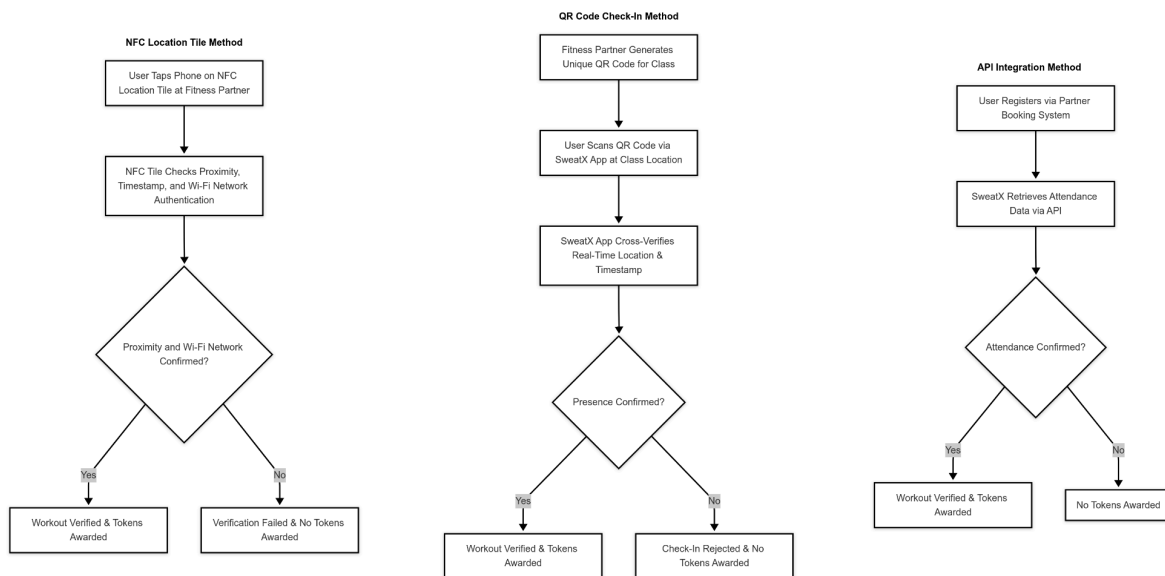 NFC Location Tile Method
User Taps Phone on NFC
Location Tile at Fitness Partner
NFC Tile Checks Proximity,
Timestamp, and Wi-Fi Network
Authentication
Proximity and Wi-Fi Network
Confirmed?
Yes
No
Workout Verified & Tokens
Awarded
Verification Failed & No Tokens
Awarded
QR Code Check-In Method
Fitness Partner Generates
Unique QR Code for Class
User Scans QR Code via
SweatX App at Class Location
SweatX App Cross-Verifies
Real-Time Location &
Timestamp
Presence Confirmed?
Yes
No
Workout Verified & Tokens
Awarded
Check-In Rejected & No
Tokens Awarded
API Integration Method
User Registers via Partner
Booking System
SweatX Retrieves Attendance
Data via API
Attendance Confirmed?
Yes
No
Workout Verified & Tokens
Awarded
No Tokens Awarded